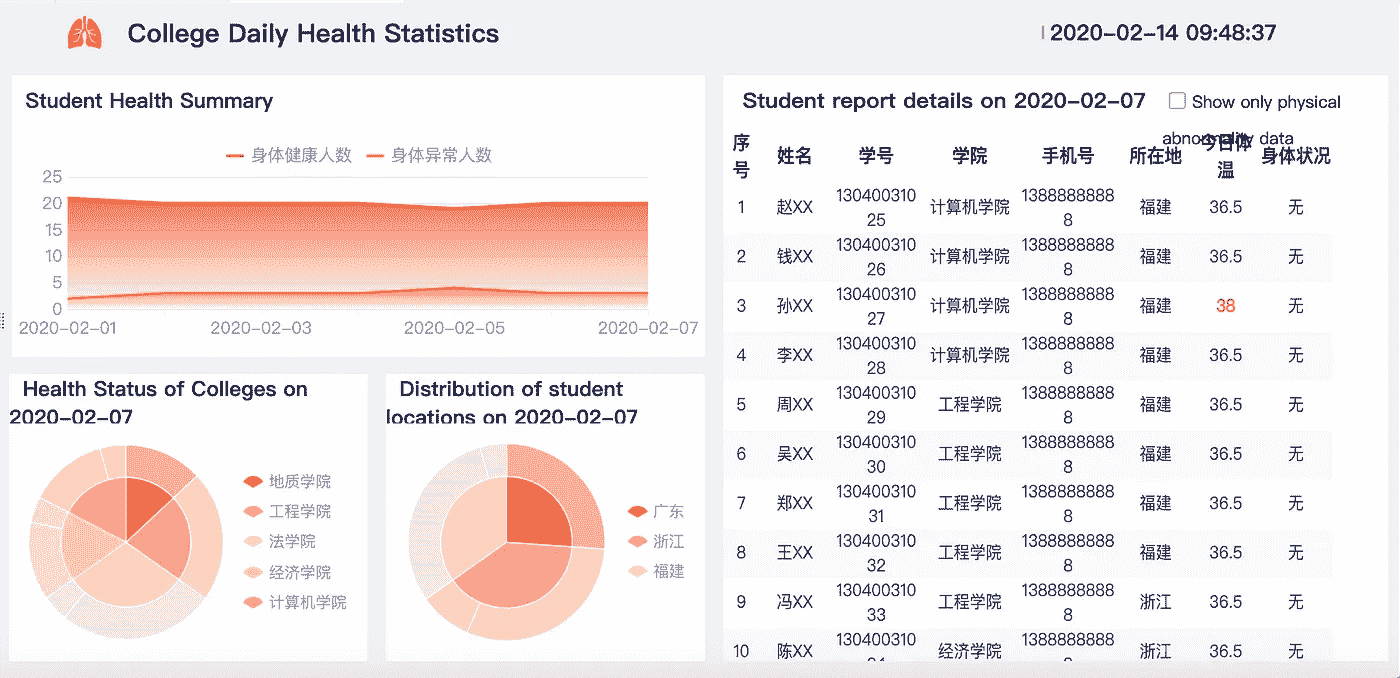 College Daily Health Statistics
2020-02-14 09:48:37
Student Health Summary
身体健康人数 身体异常人数
25
20
15
10
5
0
2020-02-01 2020-02-03 2020-02-05 2020-02-07
Health Status of Colleges on
2020-02-07
地质学院
工程学院
法学院
经济学院
计算机学院
Distribution of student
locations on 2020-02-07
广东
浙江
福建
Student report details on 2020-02-07 Show only physical
abnormality data
序号 姓名 学号 学院 手机号 所在地 今日体温 身体状况
1 赵XX 13040031025 计算机学院 13888888888 福建 36.5 无
2 钱XX 13040031026 计算机学院 13888888888 福建 36.5 无
3 孙XX 13040031027 计算机学院 13888888888 福建 38 无
4 李XX 13040031028 计算机学院 13888888888 福建 36.5 无
5 周XX 13040031029 工程学院 13888888888 福建 36.5 无
6 吴XX 13040031030 工程学院 13888888888 福建 36.5 无
7 郑XX 13040031031 工程学院 13888888888 福建 36.5 无
8 王XX 13040031032 工程学院 13888888888 福建 36.5 无
9 冯XX 13040031033 工程学院 13888888888 浙江 36.5 无
10 陈XX 130400310 经济学院 1388888888 浙江 36.5 无